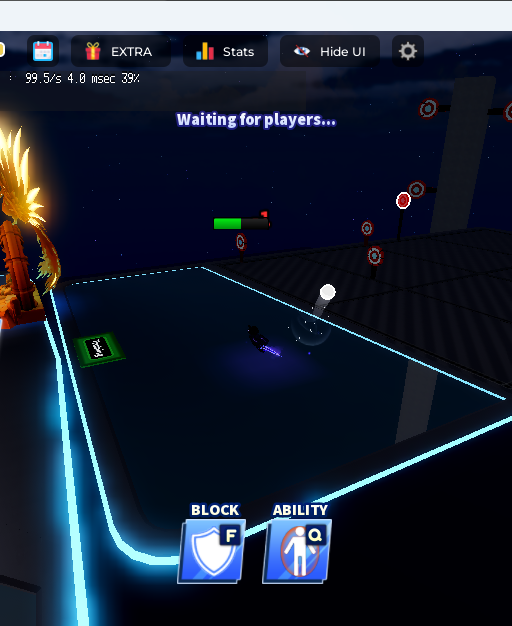 EXTRA
Stats
Hide UI
: 99.5/s 4.0 msec 39%
Waiting for players...
BLOCK
ABILITY
F
Q